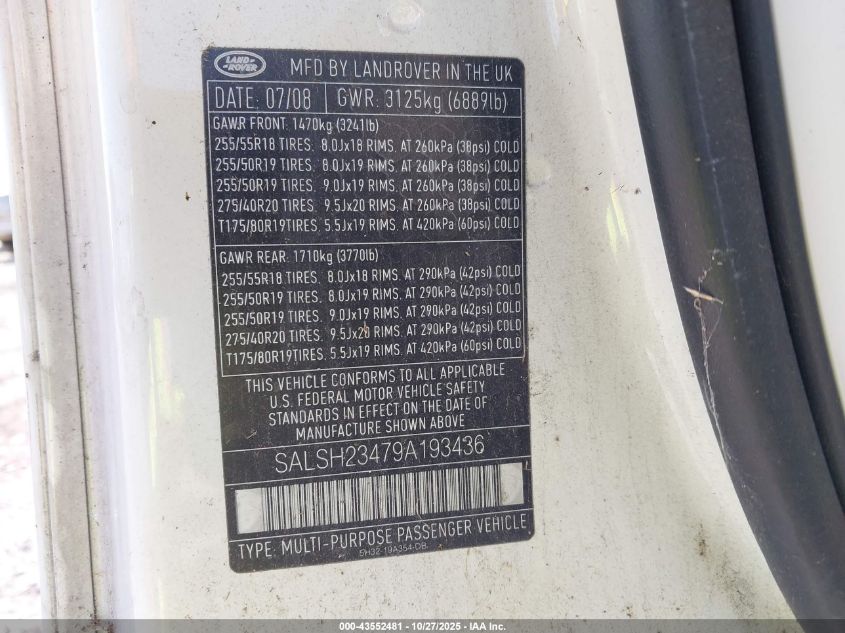 LAND ROVER
MFD BY LANDROVER IN THE UK
DATE: 07/08 GWR: 3125kg (6889lb)
GAWR FRONT: 1470kg (3241lb)
255/55R18 TIRES. 8.0Jx18 RIMS. AT 260kPa (38psi) COLD
255/50R19 TIRES. 8.0Jx19 RIMS. AT 260kPa (38psi) COLD
255/50R19 TIRES. 9.0Jx19 RIMS. AT 260kPa (38psi) COLD
275/40R20 TIRES. 9.5Jx20 RIMS. AT 260kPa (38psi) COLD
T175/80R19TIRES. 5.5Jx19 RIMS. AT 420kPa (60psi) COLD
GAWR REAR: 1710kg (3770lb)
255/55R18 TIRES. 8.0Jx18 RIMS. AT 290kPa (42psi) COLD
255/50R19 TIRES. 8.0Jx19 RIMS. AT 290kPa (42psi) COLD
255/50R19 TIRES. 9.0Jx19 RIMS. AT 290kPa (42psi) COLD
275/40R20 TIRES. 9.5Jx20 RIMS. AT 290kPa (42psi) COLD
T175/80R19TIRES. 5.5Jx19 RIMS. AT 420kPa (60psi) COLD
THIS VEHICLE CONFORMS TO ALL APPLICABLE
U.S. FEDERAL MOTOR VEHICLE SAFETY
STANDARDS IN EFFECT ON THE DATE OF
MANUFACTURE SHOWN ABOVE
SALSH23479A193436
TYPE: MULTI-PURPOSE PASSENGER VEHICLE
5H32-19A354-DB
000-43552481 - 10/27/2025 - IAA Inc.